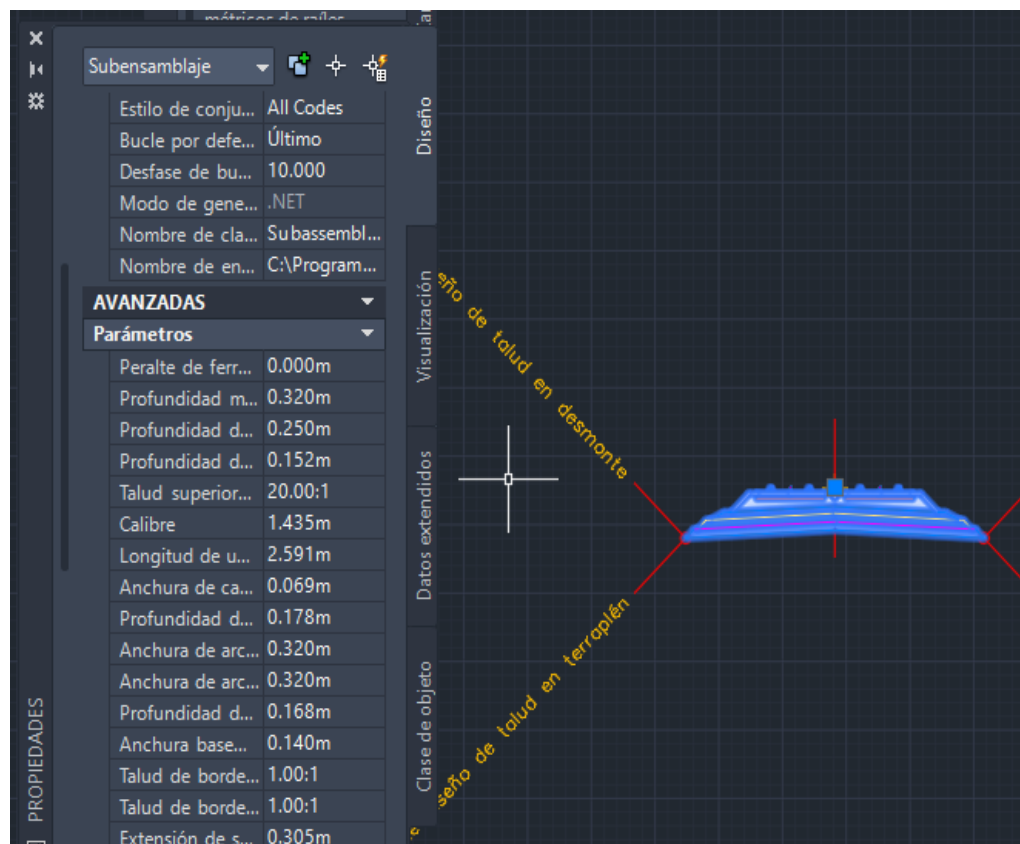 métricos de raíles
Subensamblaje
Estilo de conju... All Codes
Bucle por defe... Último
Desfase de bu... 10.000
Modo de gene... .NET
Nombre de cla... Subassembl...
Nombre de en... C:\Program...
AVANZADAS
Parámetros
Peralte de ferr... 0.000m
Profundidad m... 0.320m
Profundidad d... 0.250m
Profundidad d... 0.152m
Talud superior... 20.00:1
Calibre 1.435m
Longitud de u... 2.591m
Anchura de ca... 0.069m
Profundidad d... 0.178m
Anchura de arc... 0.320m
Anchura de arc... 0.320m
Profundidad d... 0.168m
Anchura base... 0.140m
Talud de borde... 1.00:1
Talud de borde... 1.00:1
Extensión de s... 0.305m
PROPIEDADES
Diseño
Visualización
Datos extendidos
Clase de objeto
eño de talud en desmonte
seño de talud en terraplén